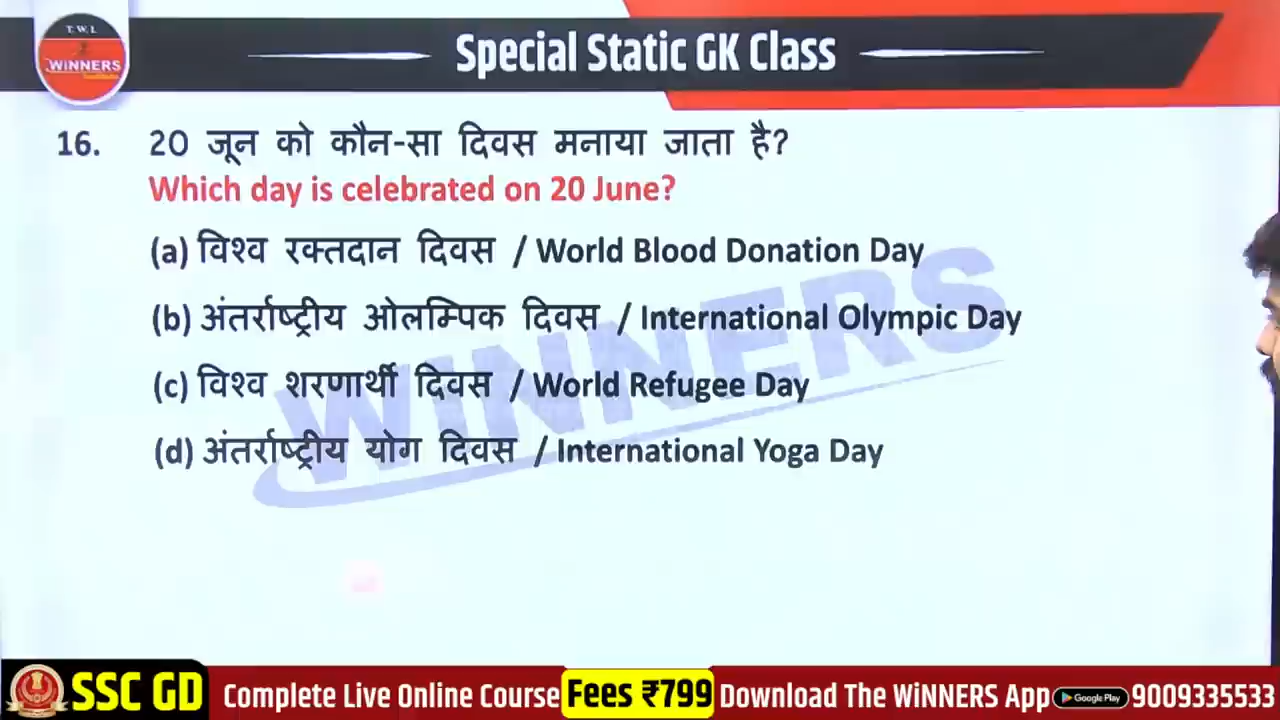 T. W. I.
WiNNERS
Special Static GK Class
16. 20 जून को कौन-सा दिवस मनाया जाता है?
Which day is celebrated on 20 June?
(a) विश्व रक्तदान दिवस / World Blood Donation Day
(b) अंतर्राष्ट्रीय ओलम्पिक दिवस / International Olympic Day
(c) विश्व शरणार्थी दिवस / World Refugee Day
(d) अंतर्राष्ट्रीय योग दिवस / International Yoga Day
WiNNERS
SSC GD Complete Live Online Course Fees ₹799 Download The WiNNERS App Google Play 9009335533